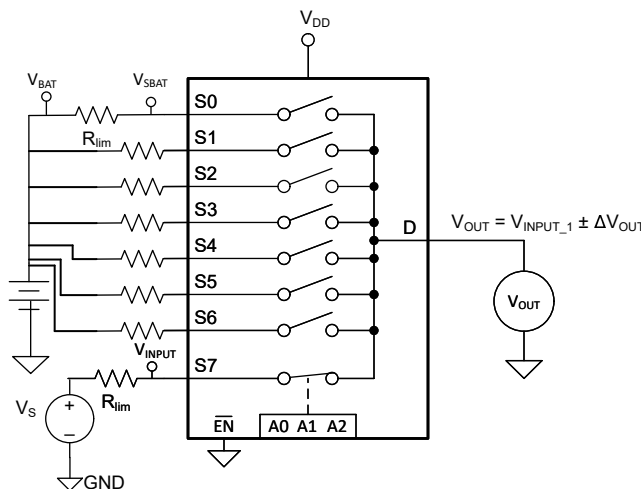 VDD
VBAT
VSBAT
S0
Rlim
S1
S2
S3
D
VOUT = VINPUT_1 ± ΔVOUT
S4
S5
VOUT
S6
VINPUT
S7
VS
+
−
Rlim
EN
A0 A1 A2
GND